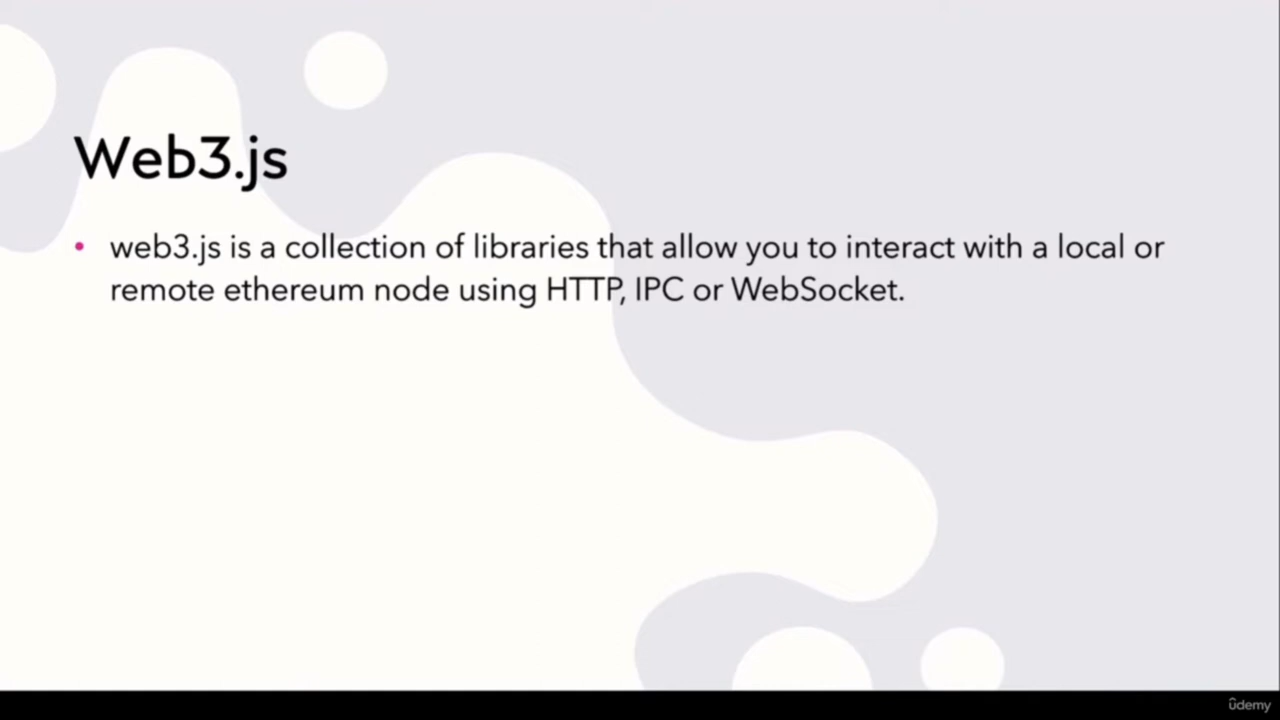 Web3.js
• web3.js is a collection of libraries that allow you to interact with a local or
remote ethereum node using HTTP, IPC or WebSocket.
ûdemy